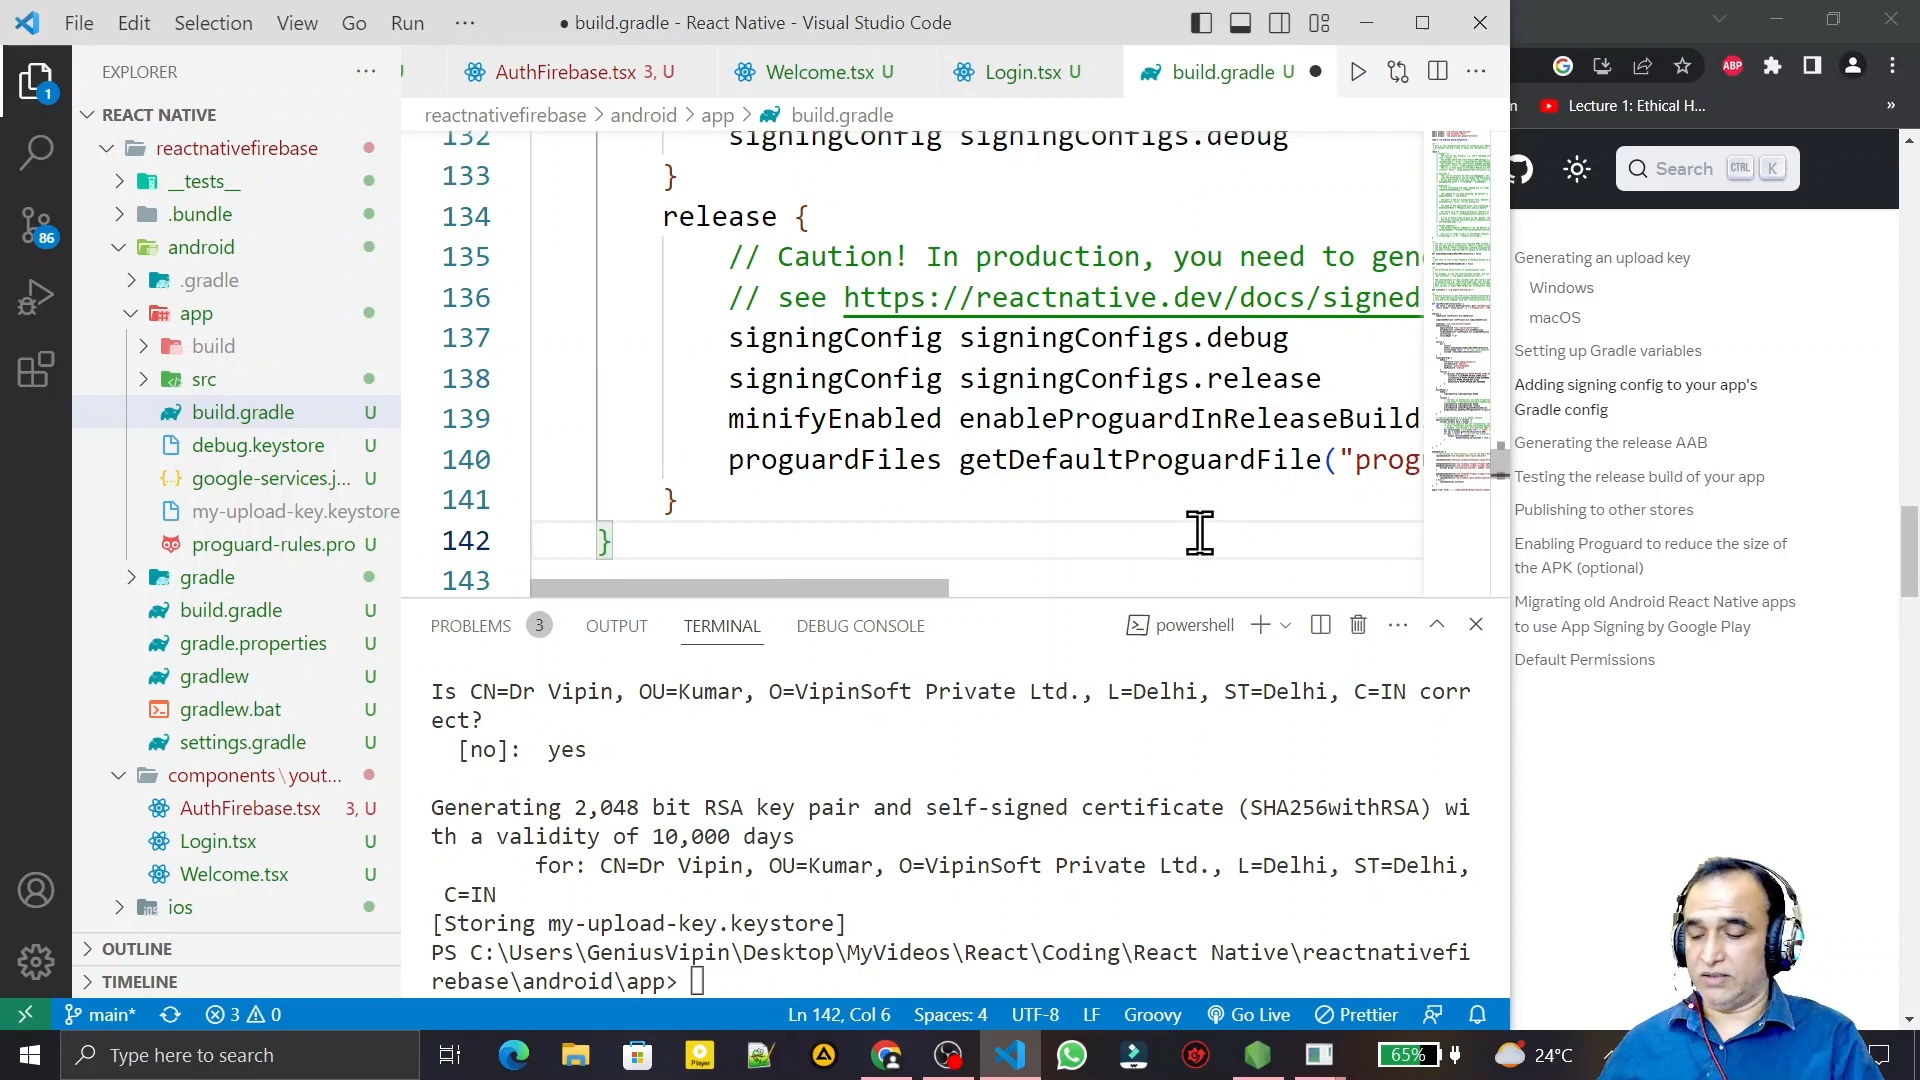 File Edit Selection View Go Run ··· ● build.gradle - React Native - Visual Studio Code
EXPLORER ···
AuthFirebase.tsx 3, U
Welcome.tsx U
Login.tsx U
build.gradle U
reactnativefirebase > android > app > build.gradle
REACT NATIVE
reactnativefirebase
__tests__
.bundle
android
.gradle
app
build
src
build.gradle U
debug.keystore U
google-services.j... U
my-upload-key.keystore
proguard-rules.pro U
gradle
build.gradle U
gradle.properties U
gradlew U
gradlew.bat U
settings.gradle U
components\yout...
AuthFirebase.tsx 3, U
Login.tsx U
Welcome.tsx U
ios
OUTLINE
TIMELINE
1
86
132 signingConfig signingConfigs.debug
133 }
134 release {
135 // Caution! In production, you need to gen
136 // see https://reactnative.dev/docs/signed
137 signingConfig signingConfigs.debug
138 signingConfig signingConfigs.release
139 minifyEnabled enableProguardInReleaseBuild
140 proguardFiles getDefaultProguardFile("prog
141 }
142 }
143
PROBLEMS 3 OUTPUT TERMINAL DEBUG CONSOLE powershell
Is CN=Dr Vipin, OU=Kumar, O=VipinSoft Private Ltd., L=Delhi, ST=Delhi, C=IN corr
ect?
[no]: yes
Generating 2,048 bit RSA key pair and self-signed certificate (SHA256withRSA) wi
th a validity of 10,000 days
for: CN=Dr Vipin, OU=Kumar, O=VipinSoft Private Ltd., L=Delhi, ST=Delhi,
C=IN
[Storing my-upload-key.keystore]
PS C:\Users\GeniusVipin\Desktop\MyVideos\React\Coding\React Native\reactnativefi
rebase\android\app>
main* 3 0 Ln 142, Col 6 Spaces: 4 UTF-8 LF Groovy Go Live Prettier
ABP
Lecture 1: Ethical H... »
Search CTRL K
Generating an upload key
Windows
macOS
Setting up Gradle variables
Adding signing config to your app's
Gradle config
Generating the release AAB
Testing the release build of your app
Publishing to other stores
Enabling Proguard to reduce the size of
the APK (optional)
Migrating old Android React Native apps
to use App Signing by Google Play
Default Permissions
Type here to search
Player
65%
24°C